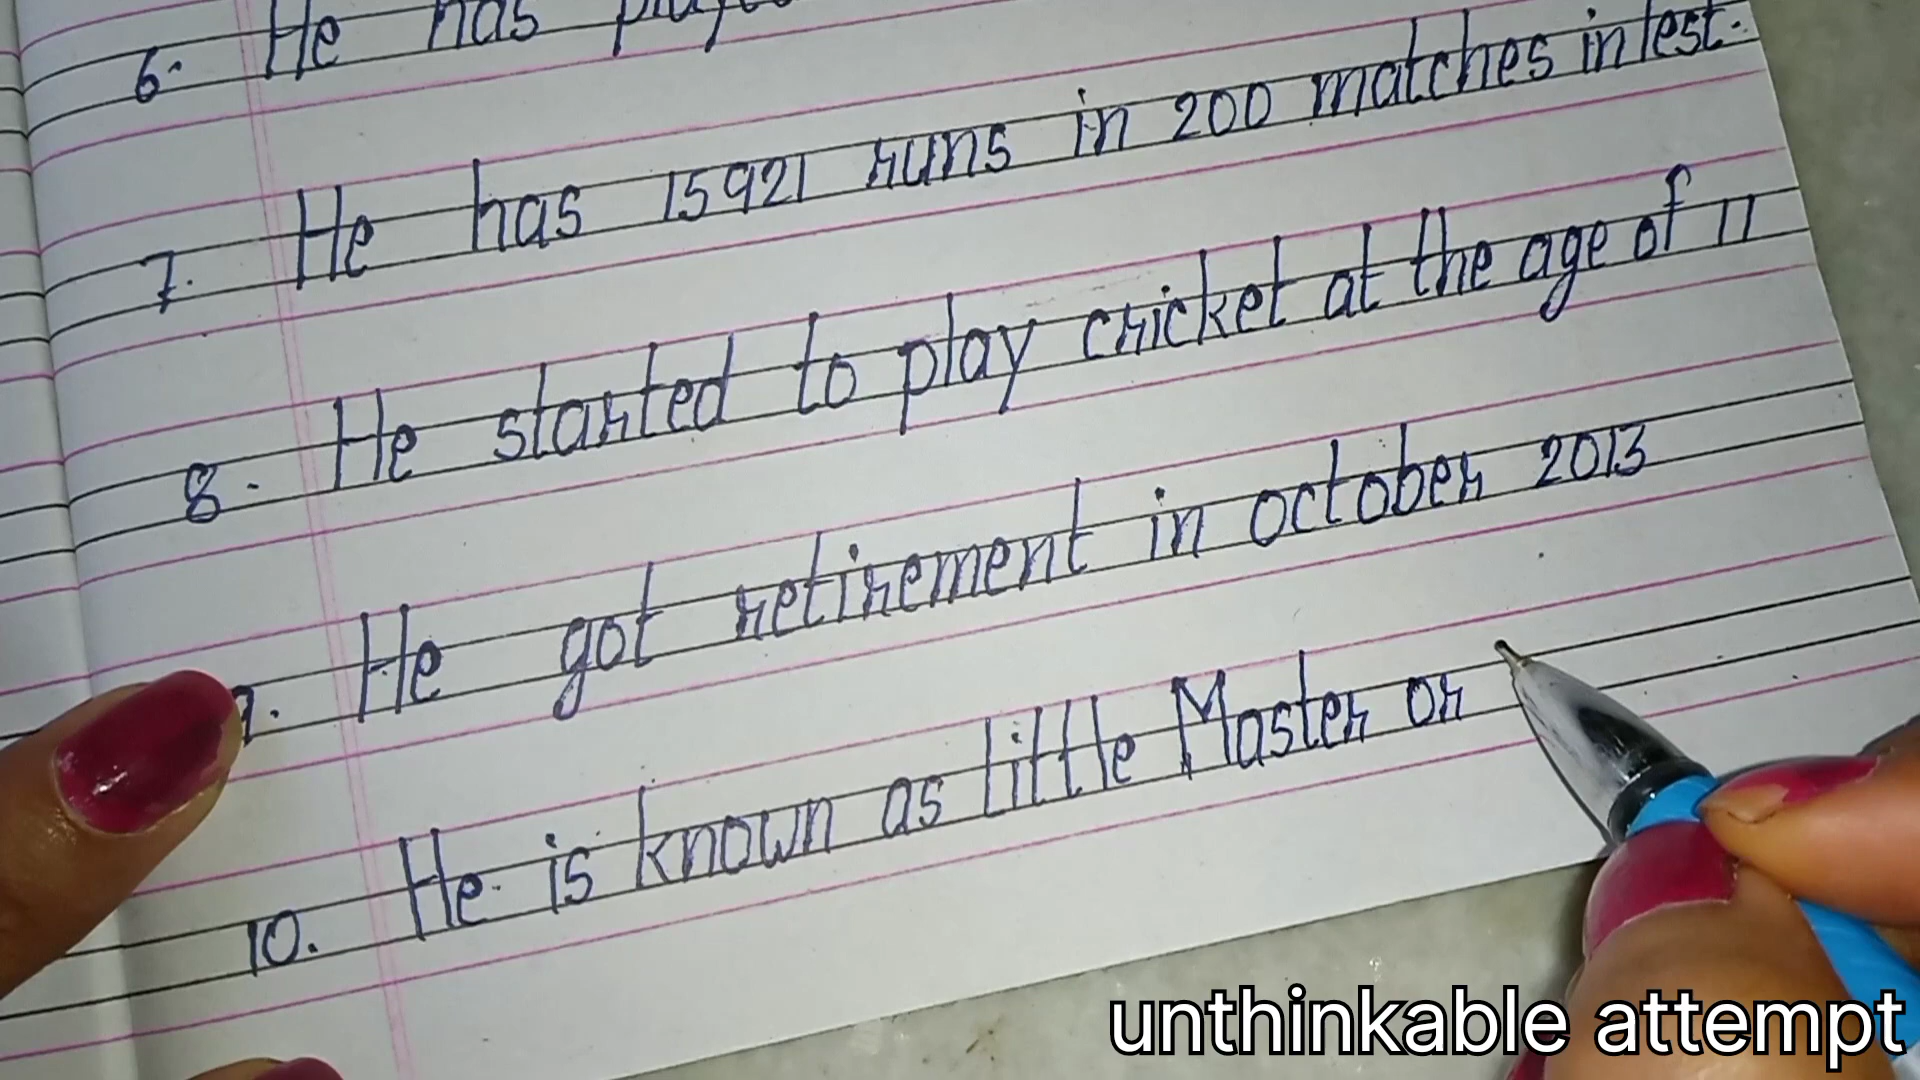 6. He has
7. He has 15921 runs in 200 matches in test.
8. He started to play cricket at the age of 11
9. He got retirement in october 2013
10. He is known as little Master or
unthinkable attempt